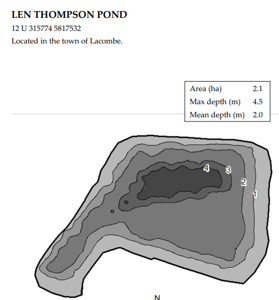 LEN THOMPSON POND
12 U 315774 5817532
Located in the town of Lacombe.
Area (ha) 2.1
Max depth (m) 4.5
Mean depth (m) 2.0
4 3 2 1
N